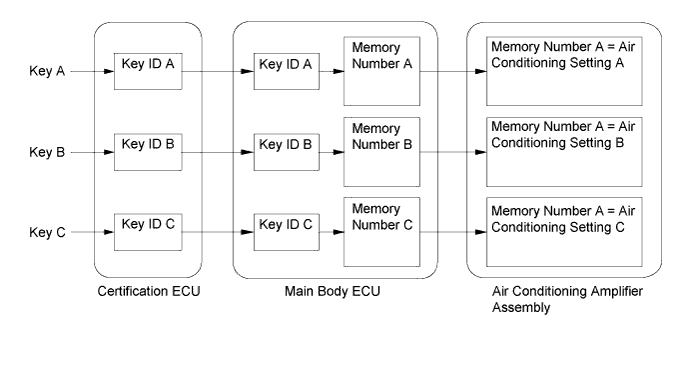 Key A
Key ID A
Key ID A
Memory
Number A
Memory Number A = Air
Conditioning Setting A
Key B
Key ID B
Key ID B
Memory
Number B
Memory Number A = Air
Conditioning Setting B
Key C
Key ID C
Key ID C
Memory
Number C
Memory Number A = Air
Conditioning Setting C
Certification ECU
Main Body ECU
Air Conditioning Amplifier
Assembly